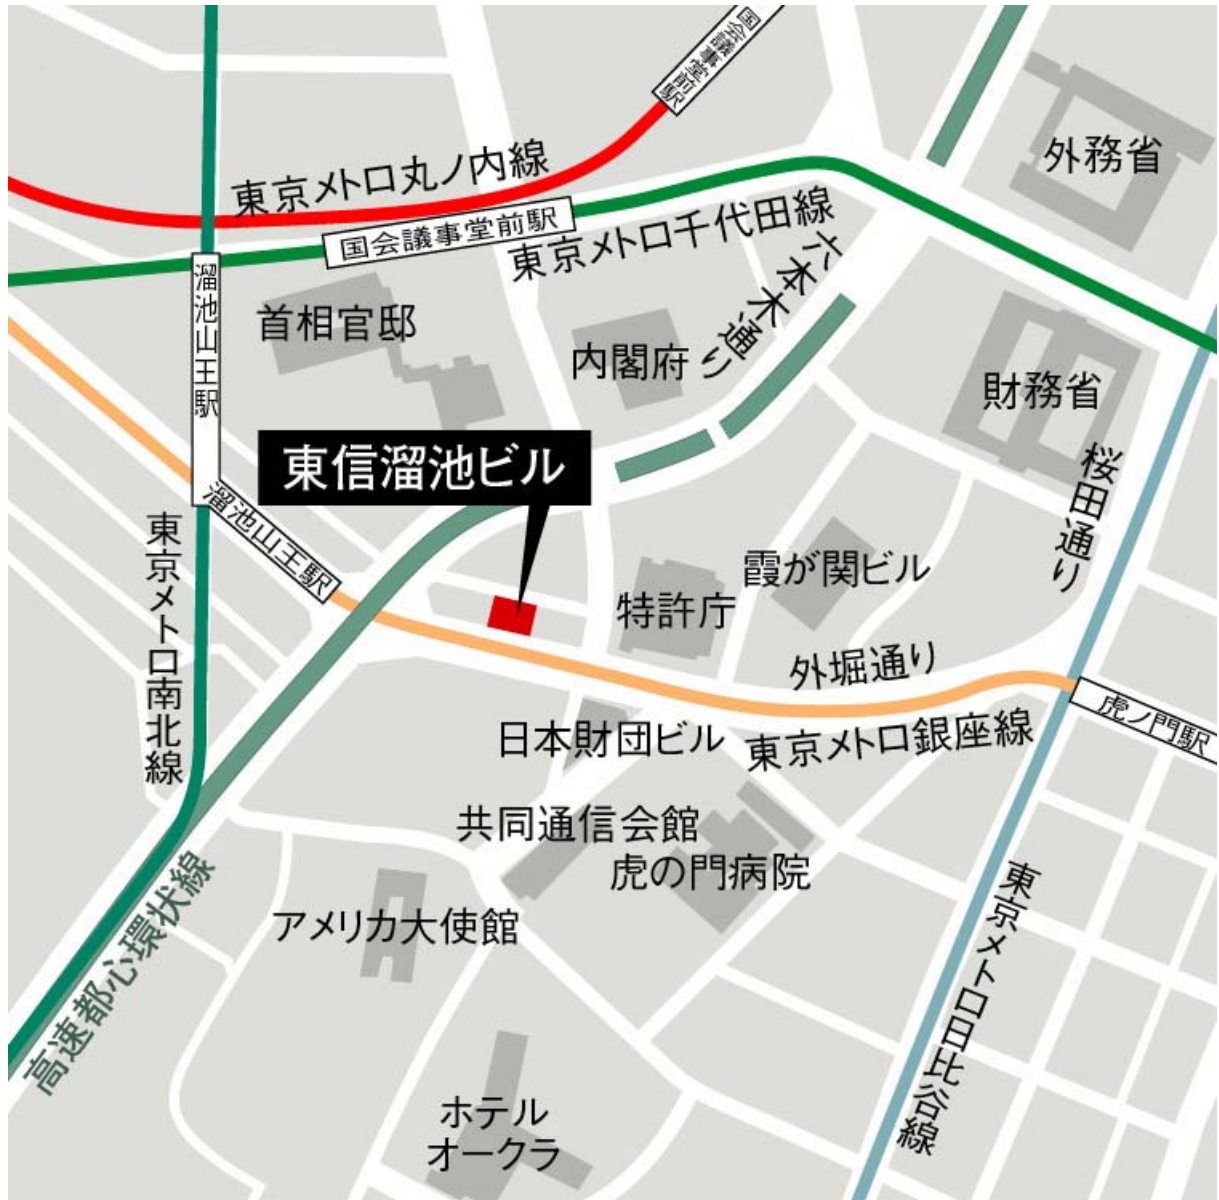 国会議事堂前駅
外務省
東京メトロ丸ノ内線
国会議事堂前駅
東京メトロ千代田線
六本木通り
溜池山王駅
首相官邸
内閣府
財務省
東信溜池ビル
桜田通り
溜池山王駅
東京メトロ南北線
霞が関ビル
特許庁
外堀通り
日本財団ビル
東京メトロ銀座線
虎ノ門駅
共同通信会館
虎の門病院
アメリカ大使館
高速都心環状線
東京メトロ日比谷線
ホテル
オークラ